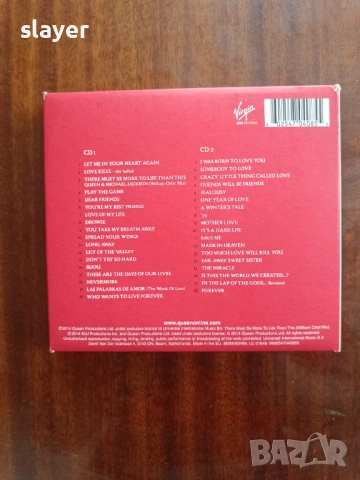 slayer
Virgin
CD 1
LET ME IN YOUR HEART AGAIN
LOVE KILLS - the ballad
THERE MUST BE MORE TO LIFE THAN THIS
QUEEN & MICHAEL JACKSON (William Orbit Mix)
PLAY THE GAME
DEAR FRIENDS
YOU'RE MY BEST FRIEND
LOVE OF MY LIFE
DROWSE
YOU TAKE MY BREATH AWAY
SPREAD YOUR WINGS
LONG AWAY
LILY OF THE VALLEY
DON'T TRY SO HARD
BIJOU
THESE ARE THE DAYS OF OUR LIVES
NEVERMORE
LAS PALABRAS DE AMOR (The Words Of Love)
WHO WANTS TO LIVE FOREVER
CD 2
I WAS BORN TO LOVE YOU
SOMEBODY TO LOVE
CRAZY LITTLE THING CALLED LOVE
FRIENDS WILL BE FRIENDS
JEALOUSY
ONE YEAR OF LOVE
A WINTER'S TALE
'39
MOTHER LOVE
IT'S A HARD LIFE
SAVE ME
MADE IN HEAVEN
TOO MUCH LOVE WILL KILL YOU
SAIL AWAY SWEET SISTER
THE MIRACLE
IS THIS THE WORLD WE CREATED..?
IN THE LAP OF THE GODS... Revisited
FOREVER
www.queenonline.com
BAZAR